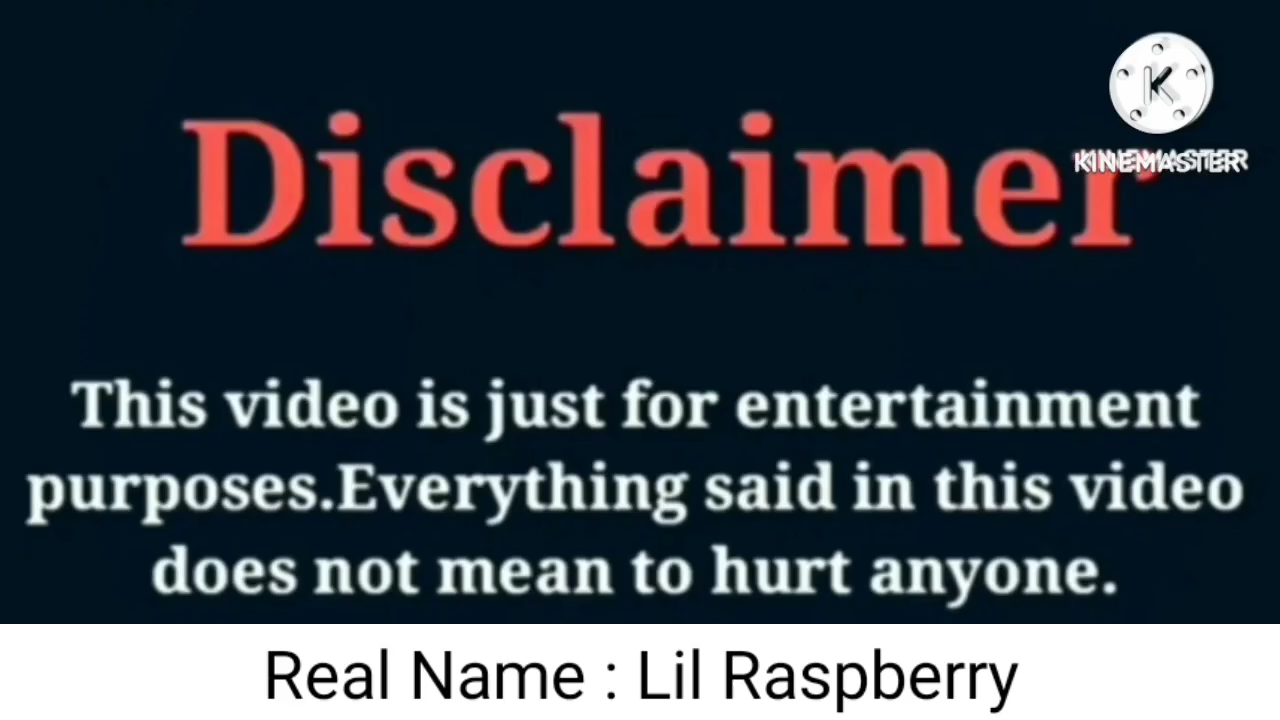 K
KINEMASTER
Disclaimer
This video is just for entertainment
purposes.Everything said in this video
does not mean to hurt anyone.
Real Name : Lil Raspberry